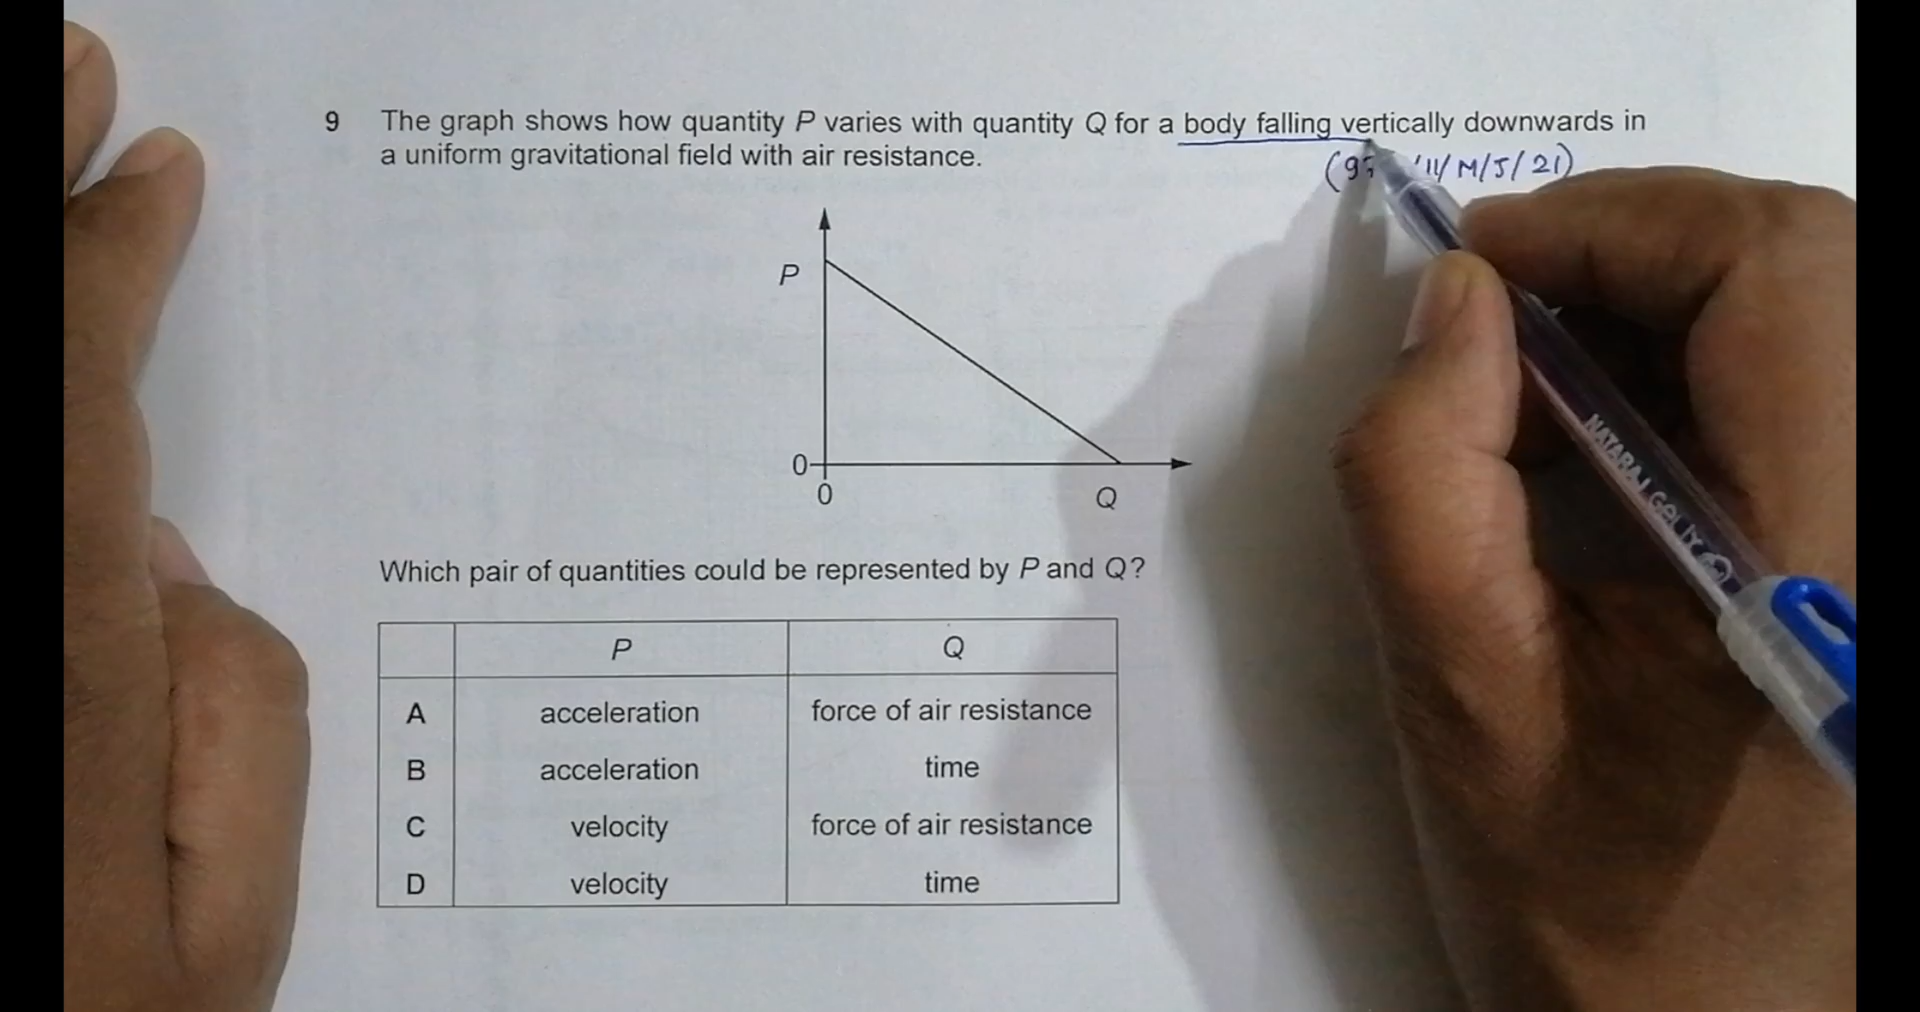 9 The graph shows how quantity P varies with quantity Q for a body falling vertically downwards in
a uniform gravitational field with air resistance.
11/M/J/21)
P
0
0
Q
Which pair of quantities could be represented by P and Q?
P Q
A acceleration force of air resistance
B acceleration time
C velocity force of air resistance
D velocity time
NATARAJ GELIX